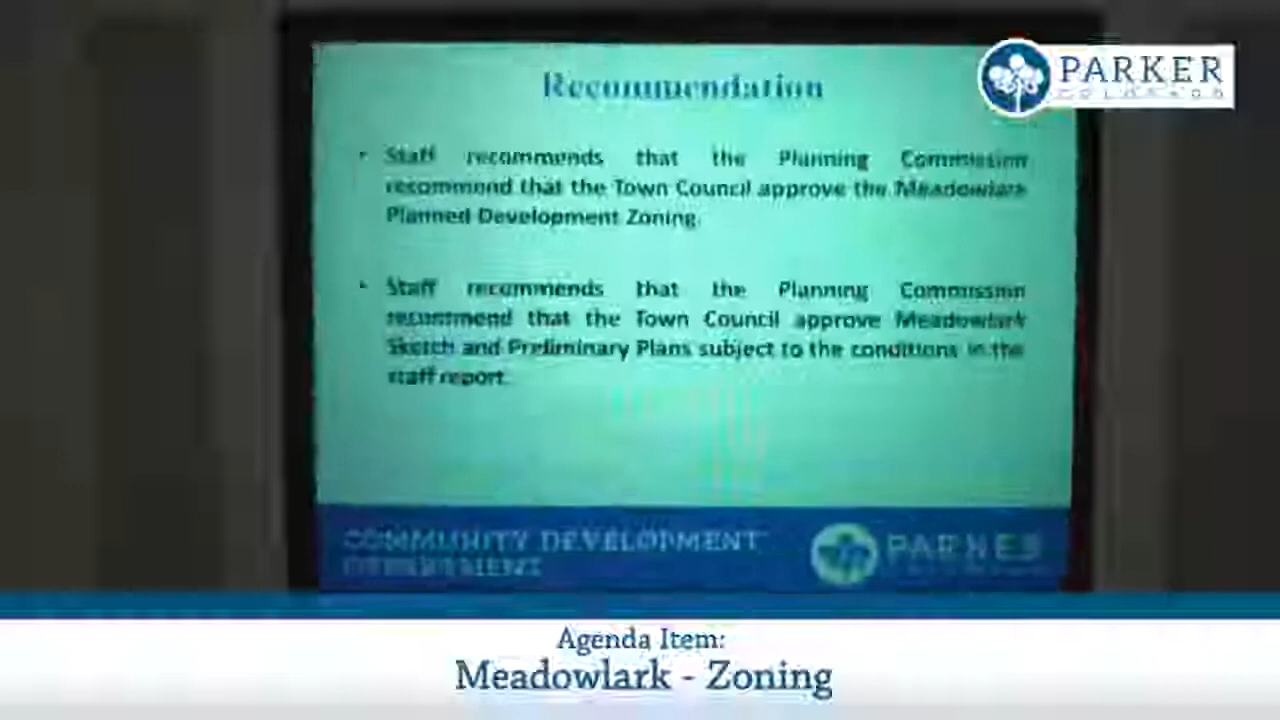 PARKER
COLORADO
Recommendation
• Staff recommends that the Planning Commission
recommend that the Town Council approve the Meadowlark
Planned Development Zoning.
• Staff recommends that the Planning Commission
recommend that the Town Council approve Meadowlark
Sketch and Preliminary Plans subject to the conditions in the
staff report.
COMMUNITY DEVELOPMENT
PARKER
Agenda Item:
Meadowlark - Zoning